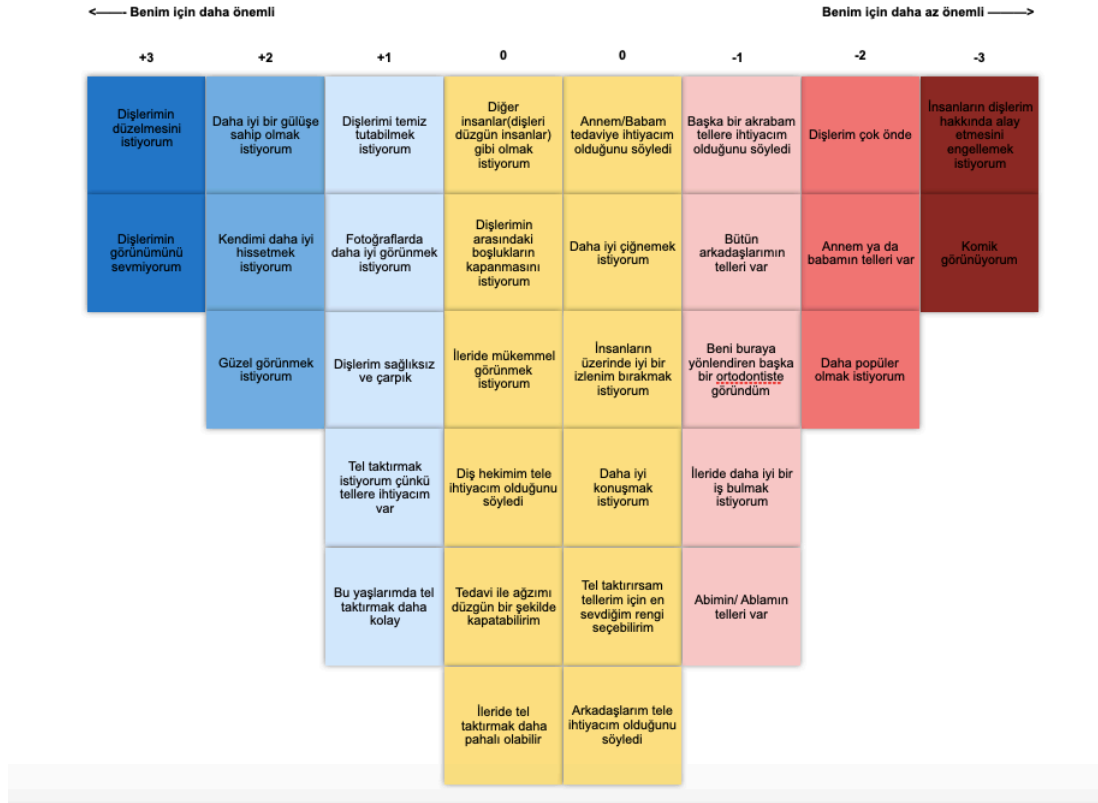 <—— Benim için daha önemli
Benim için daha az önemli ——>
+3
+2
+1
0
0
-1
-2
-3
Dişlerimin
düzelmesini
istiyorum
Daha iyi bir gülüşe
sahip olmak
istiyorum
Dişlerimi temiz
tutabilmek
istiyorum
Diğer
insanlar(dişleri
düzgün insanlar)
gibi olmak
istiyorum
Annem/Babam
tedaviye ihtiyacım
olduğunu söyledi
Başka bir akrabam
tellere ihtiyacım
olduğunu söyledi
Dişlerim çok önde
İnsanların dişlerim
hakkında alay
etmesini
engellemek
istiyorum
Dişlerimin
görünümünü
sevmiyorum
Kendimi daha iyi
hissetmek
istiyorum
Fotoğraflarda
daha iyi görünmek
istiyorum
Dişlerimin
arasındaki
boşlukların
kapanmasını
istiyorum
Daha iyi çiğnemek
istiyorum
Bütün
arkadaşlarımın
telleri var
Annem ya da
babamın telleri var
Komik
görünüyorum
Güzel görünmek
istiyorum
Dişlerim sağlıksız
ve çarpık
İleride mükemmel
görünmek
istiyorum
İnsanların
üzerinde iyi bir
izlenim bırakmak
istiyorum
Beni buraya
yönlendiren başka
bir ortodontiste
göründüm
Daha popüler
olmak istiyorum
Tel taktırmak
istiyorum çünkü
tellere ihtiyacım
var
Diş hekimim tele
ihtiyacım olduğunu
söyledi
Daha iyi
konuşmak
istiyorum
İleride daha iyi bir
iş bulmak
istiyorum
Bu yaşlarımda tel
taktırmak daha
kolay
Tedavi ile ağzımı
düzgün bir şekilde
kapatabilirim
Tel taktırırsam
tellerim için en
sevdiğim rengi
seçebilirim
Abimin/ Ablamın
telleri var
İleride tel
taktırmak daha
pahalı olabilir
Arkadaşlarım tele
ihtiyacım olduğunu
söyledi